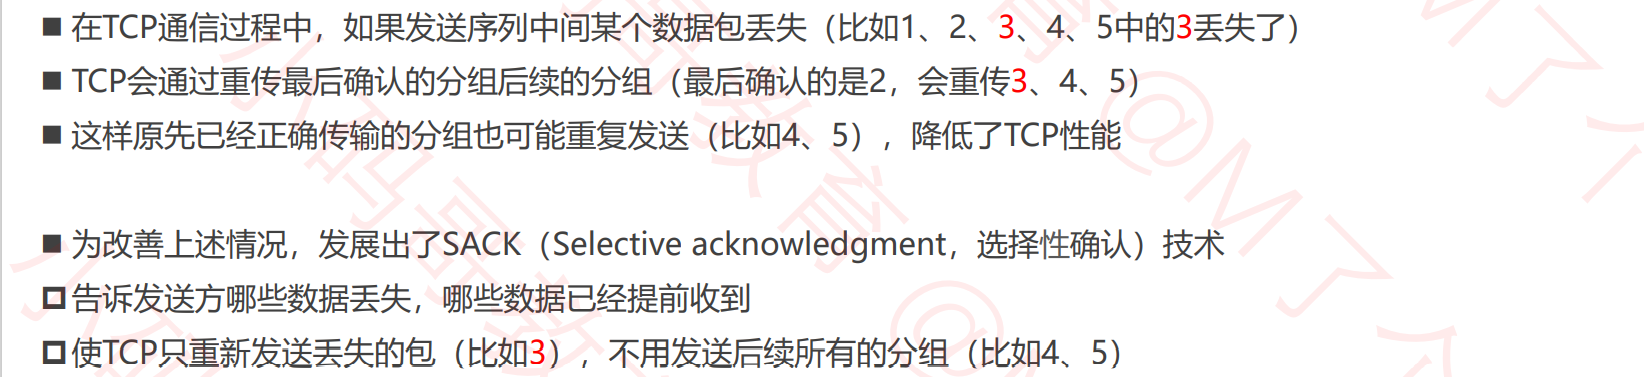 ■ 在TCP通信过程中，如果发送序列中间某个数据包丢失（比如1、2、3、4、5中的3丢失了）
■ TCP会通过重传最后确认的分组后续的分组（最后确认的是2，会重传3、4、5）
■ 这样原先已经正确传输的分组也可能重复发送（比如4、5），降低了TCP性能
■ 为改善上述情况，发展出了SACK（Selective acknowledgment，选择性确认）技术
告诉发送方哪些数据丢失，哪些数据已经提前收到
使TCP只重新发送丢失的包（比如3），不用发送后续所有的分组（比如4、5）
小码哥教育 @M了个